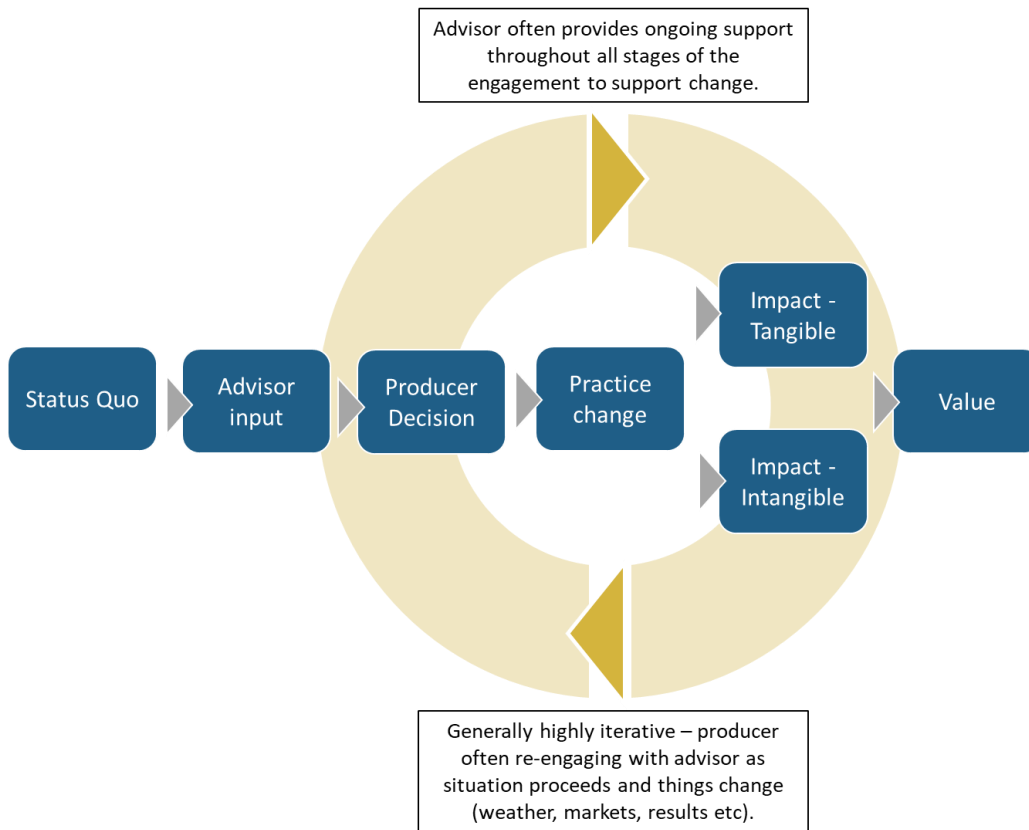 Advisor often provides ongoing support
throughout all stages of the
engagement to support change.
Status Quo
Advisor
input
Producer
Decision
Practice
change
Impact -
Tangible
Impact -
Intangible
Value
Generally highly iterative – producer
often re-engaging with advisor as
situation proceeds and things change
(weather, markets, results etc).